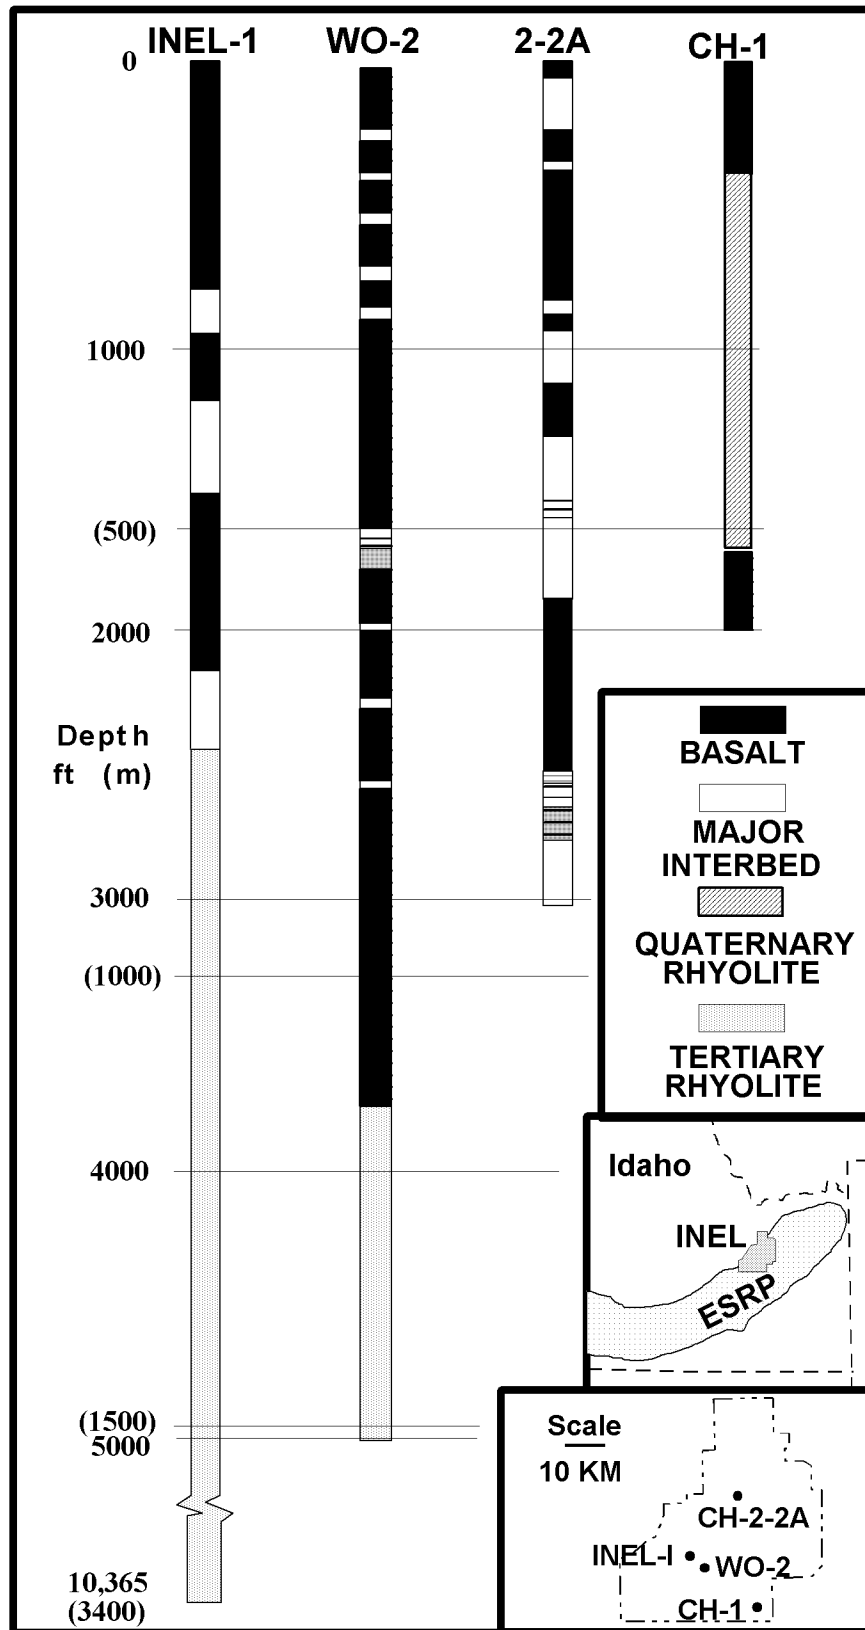 INEL-1 WO-2 2-2A CH-1
0
1000
(500)
2000
Depth
ft (m)
3000
(1000)
4000
(1500)
5000
10,365
(3400)
BASALT
MAJOR
INTERBED
QUATERNARY
RHYOLITE
TERTIARY
RHYOLITE
Idaho
INEL
ESRP
Scale
10 KM
CH-2-2A
INEL-I
WO-2
CH-1